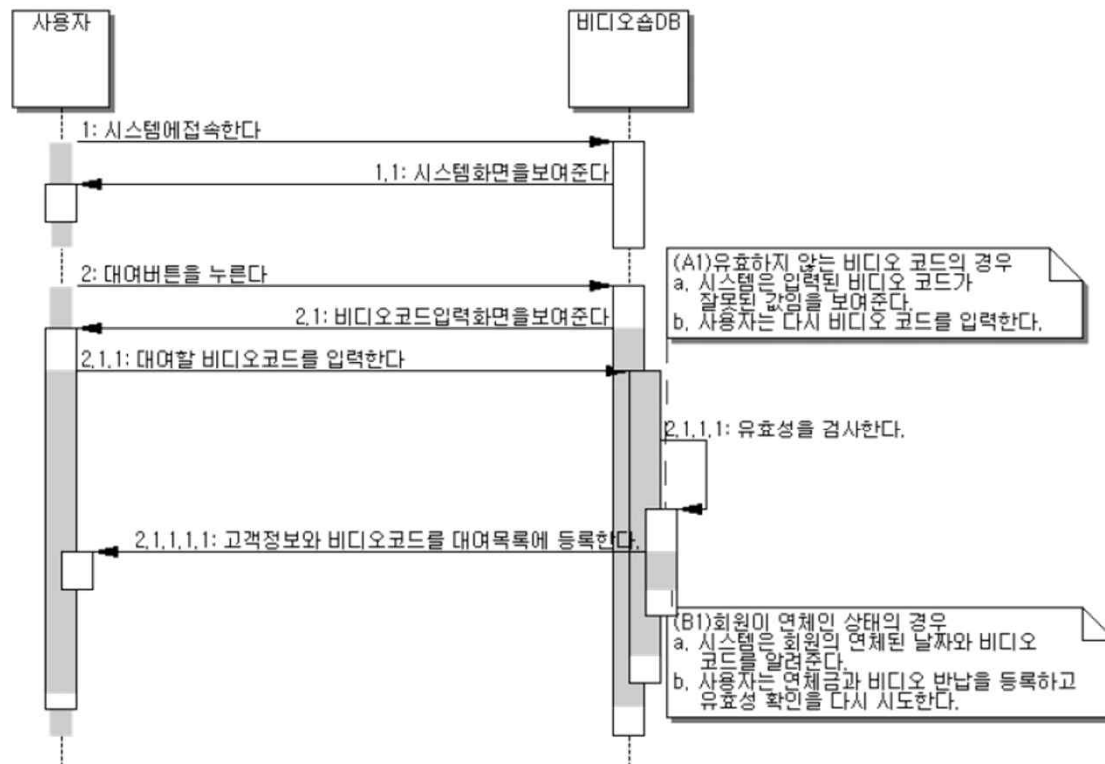 사용자
비디오숍DB
1: 시스템에접속한다
1.1: 시스템화면을보여준다
2: 대여버튼을 누른다
(A1)유효하지 않는 비디오 코드의 경우
a. 시스템은 입력된 비디오 코드가
잘못된 값임을 보여준다.
b. 사용자는 다시 비디오 코드를 입력한다.
2.1: 비디오코드입력화면을보여준다
2.1.1: 대여할 비디오코드를 입력한다
2.1.1.1: 유효성을 검사한다.
2.1.1.1.1: 고객정보와 비디오코드를 대여목록에 등록한다.
(B1)회원이 연체인 상태의 경우
a. 시스템은 회원의 연체된 날짜와 비디오
코드를 알려준다.
b. 사용자는 연체금과 비디오 반납을 등록하고
유효성 확인을 다시 시도한다.